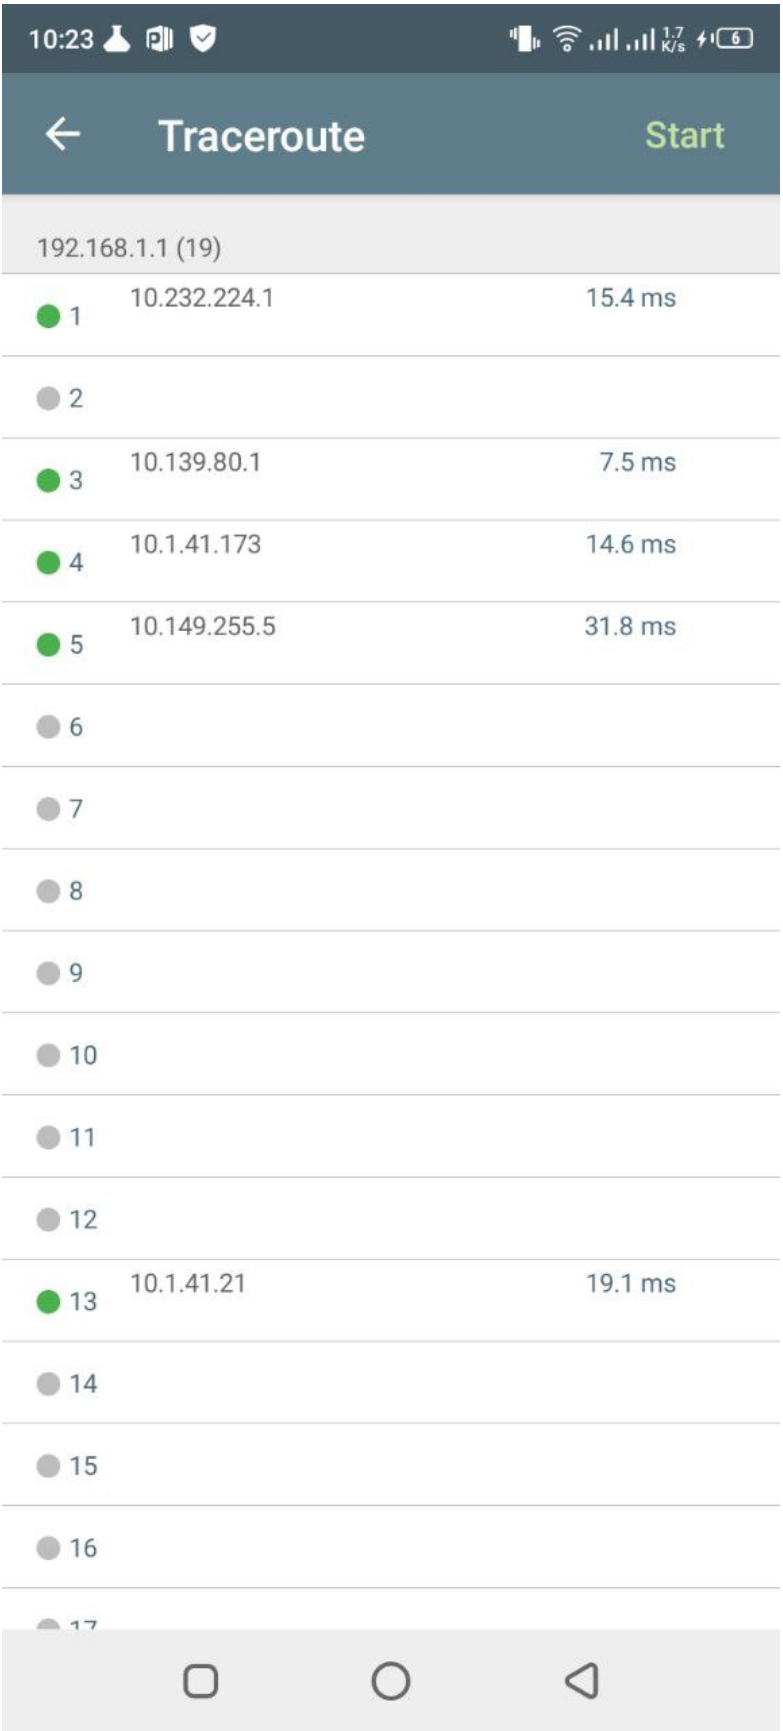 10:23 1.7 K/s 6
Traceroute Start
192.168.1.1 (19)
1 10.232.224.1 15.4 ms
2
3 10.139.80.1 7.5 ms
4 10.1.41.173 14.6 ms
5 10.149.255.5 31.8 ms
6
7
8
9
10
11
12
13 10.1.41.21 19.1 ms
14
15
16
17